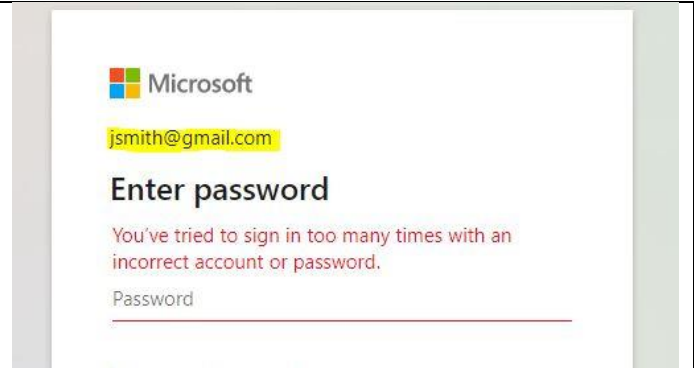 Microsoft
jsmith@gmail.com
Enter password
You've tried to sign in too many times with an
incorrect account or password.
Password